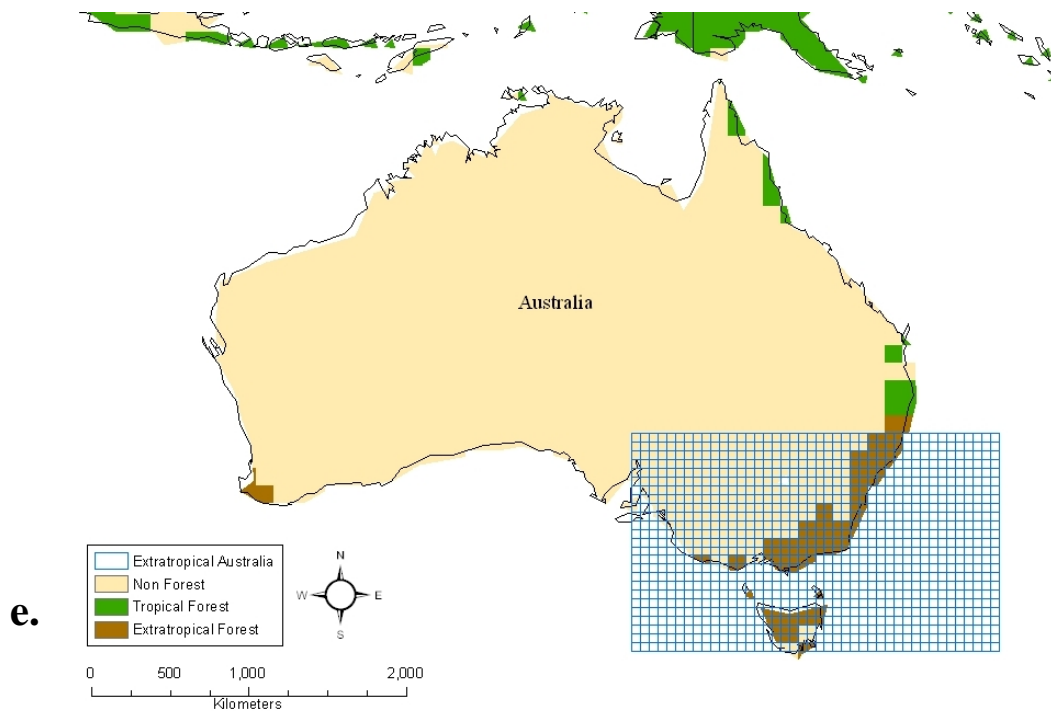 Australia
Extratropical Australia
Non Forest
Tropical Forest
Extratropical Forest
N
W
E
S
e.
0 500 1,000 2,000
Kilometers